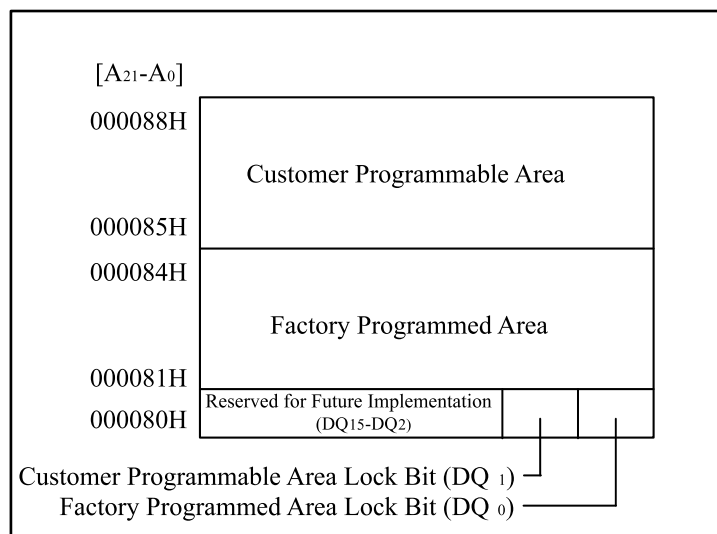 [A21-A0]
000088H
Customer Programmable Area
000085H
000084H
Factory Programmed Area
000081H
Reserved for Future Implementation
(DQ15-DQ2)
000080H
Customer Programmable Area Lock Bit (DQ 1)
Factory Programmed Area Lock Bit (DQ 0)